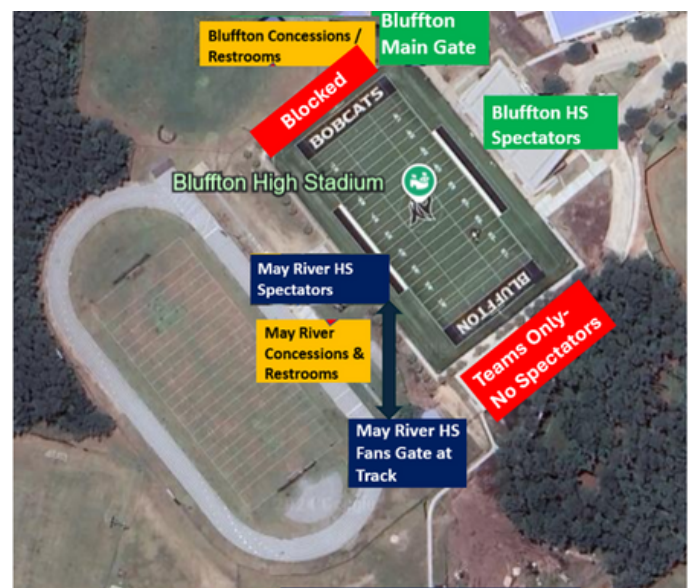 Bluffton
Main Gate
Bluffton Concessions /
Restrooms
Blocked
BOBCATS
Bluffton HS
Spectators
Bluffton High Stadium
May River HS
Spectators
BLUFFTON
May River
Concessions &
Restrooms
Teams Only-
No Spectators
May River HS
Fans Gate at
Track